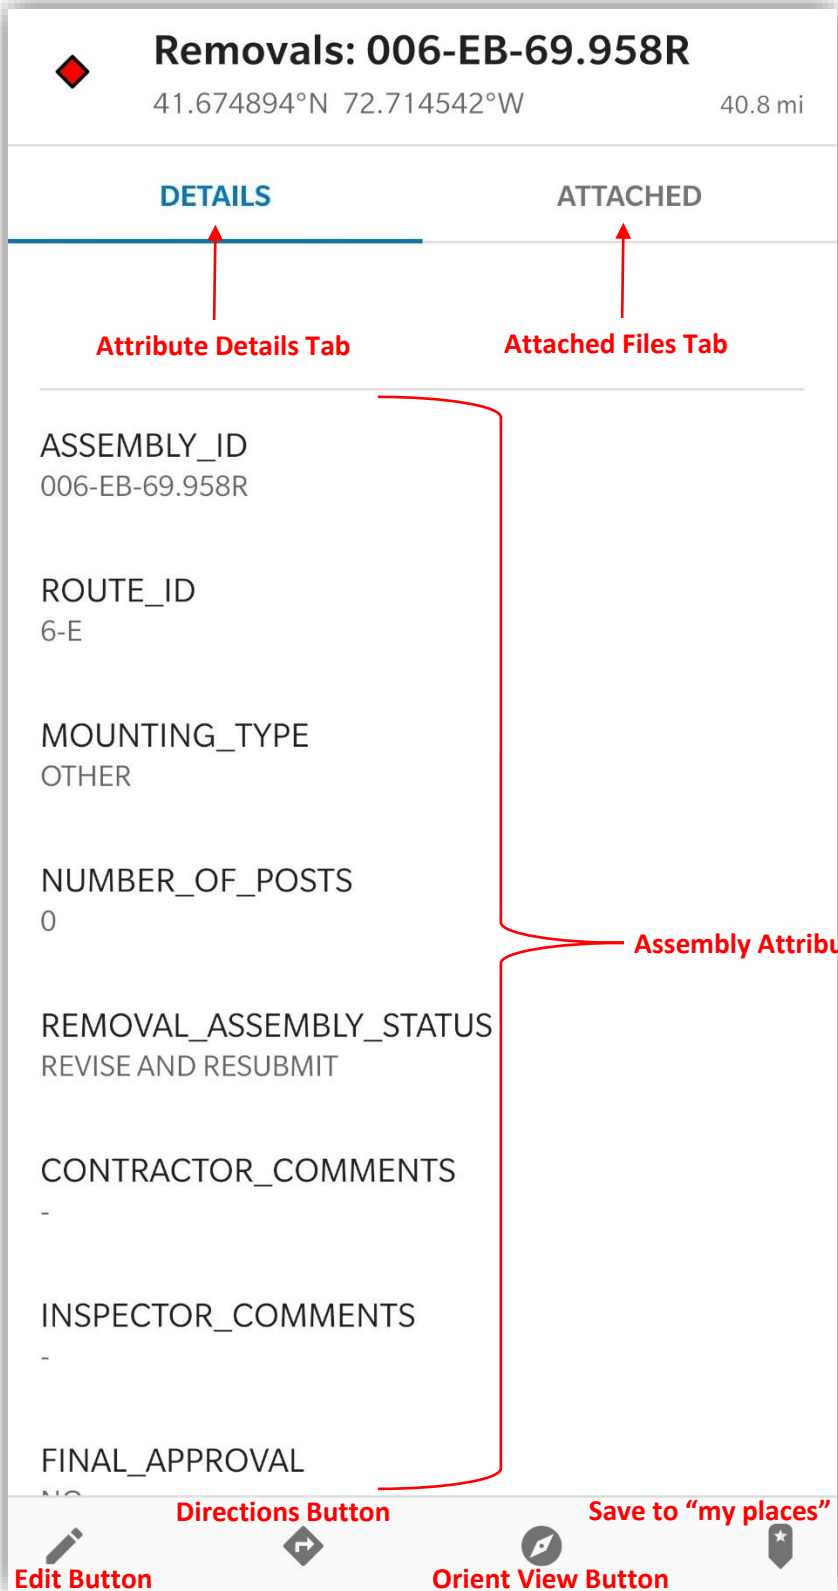 Removals: 006-EB-69.958R
41.674894°N 72.714542°W 40.8 mi
DETAILS ATTACHED
Attribute Details Tab Attached Files Tab
ASSEMBLY_ID
006-EB-69.958R
ROUTE_ID
6-E
MOUNTING_TYPE
OTHER
NUMBER_OF_POSTS
0
Assembly Attribu
REMOVAL_ASSEMBLY_STATUS
REVISE AND RESUBMIT
CONTRACTOR_COMMENTS
-
INSPECTOR_COMMENTS
-
FINAL_APPROVAL
NO
Directions Button Save to “my places”
Edit Button Orient View Button